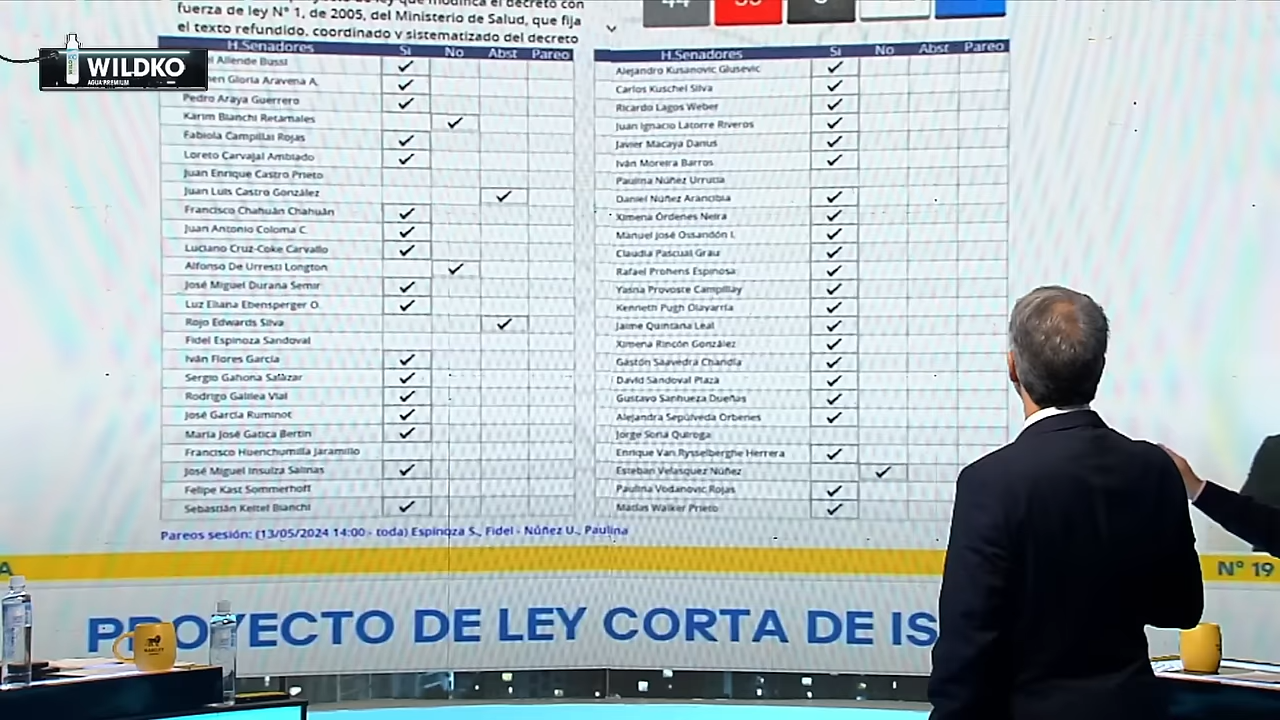 WILDKO
AGUA PREMIUM
modifica el decreto con
fuerza de ley N° 1, de 2005, del Ministerio de Salud, que fija
el texto refundido, coordinado y sistematizado del decreto
44
H.Senadores Si No Abst Pareo
Allende Bussi
Gloria Aravena A.
Pedro Araya Guerrero
Karim Bianchi Retamales
Fabiola Campillai Rojas
Loreto Carvajal Ambiado
Juan Enrique Castro Prieto
Juan Luis Castro González
Francisco Chahuán Chahuán
Juan Antonio Coloma C.
Luciano Cruz-Coke Carvallo
Alfonso De Urresti Longton
José Miguel Durana Semir
Luz Eliana Ebensperger O.
Rojo Edwards Silva
Fidel Espinoza Sandoval
Iván Flores García
Sergio Gahona Salazar
Rodrigo Galilea Vial
José García Ruminot
María José Gatica Bertin
Francisco Huenchumilla Jaramillo
José Miguel Insulza Salinas
Felipe Kast Sommerhoff
Sebastián Keitel Bianchi
H.Senadores Si No Abst Pareo
Alejandro Kusanovic Glusevic
Carlos Kuschel Silva
Ricardo Lagos Weber
Juan Ignacio Latorre Riveros
Javier Macaya Danus
Iván Moreira Barros
Paulina Núñez Urrutia
Daniel Núñez Arancibia
Ximena Órdenes Neira
Manuel José Ossandón I.
Claudia Pascual Grau
Rafael Prohens Espinosa
Yasna Provoste Campillay
Kenneth Pugh Olavarría
Jaime Quintana Leal
Ximena Rincón González
Gastón Saavedra Chandía
David Sandoval Plaza
Gustavo Sanhueza Dueñas
Alejandra Sepúlveda Orbenes
Jorge Soria Quiroga
Enrique Van Rysselberghe Herrera
Esteban Velásquez Núñez
Paulina Vodanovic Rojas
Matías Walker Prieto
Pareos sesión: (13/05/2024 14:00 - toda) Espinoza S., Fidel - Núñez U., Paulina
A
N° 19
PROYECTO DE LEY CORTA DE IS